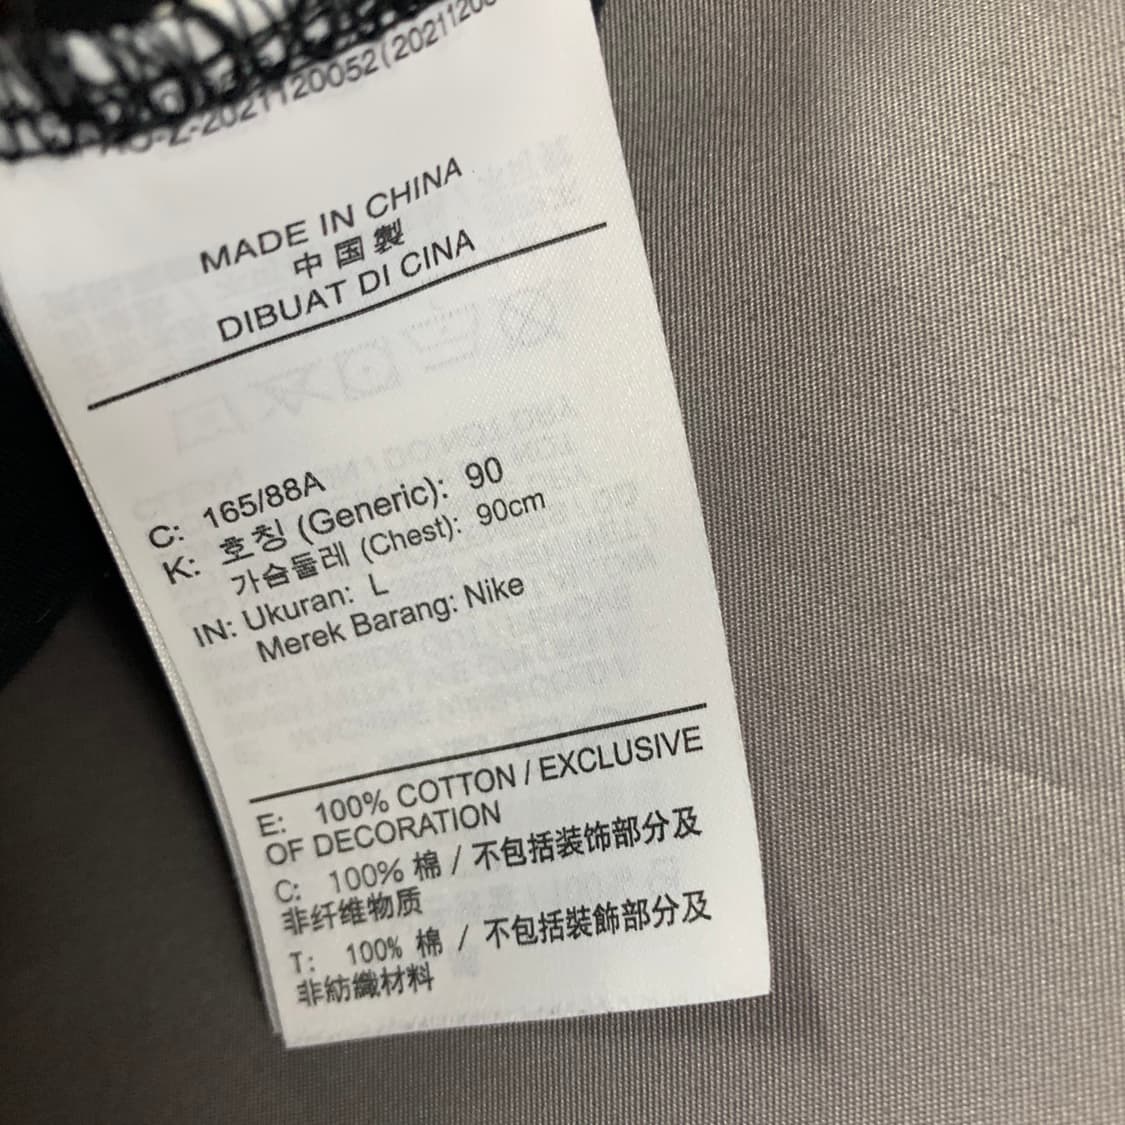 -2-2021120052(20211208
MADE IN CHINA
中国製
DIBUAT DI CINA
C: 165/88A
K: 호칭 (Generic): 90
가슴둘레 (Chest): 90cm
IN: Ukuran: L
Merek Barang: Nike
E: 100% COTTON / EXCLUSIVE
OF DECORATION
C: 100% 棉 / 不包括装饰部分及
非纤维物质
T: 100% 棉 / 不包括裝飾部分及
非紡織材料